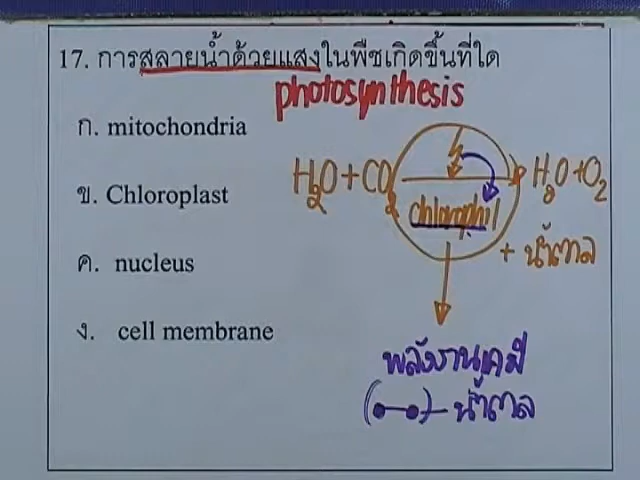 17. การสลายน้ำด้วยแสงในพืชเกิดขึ้นที่ใด
photosynthesis
ก. mitochondria
H₂O + CO₂ → H₂O + O₂
ข. Chloroplast
chlorophil
+ น้ำตาล
ค. nucleus
ง. cell membrane
พลังงานเคมี
น้ำตาล